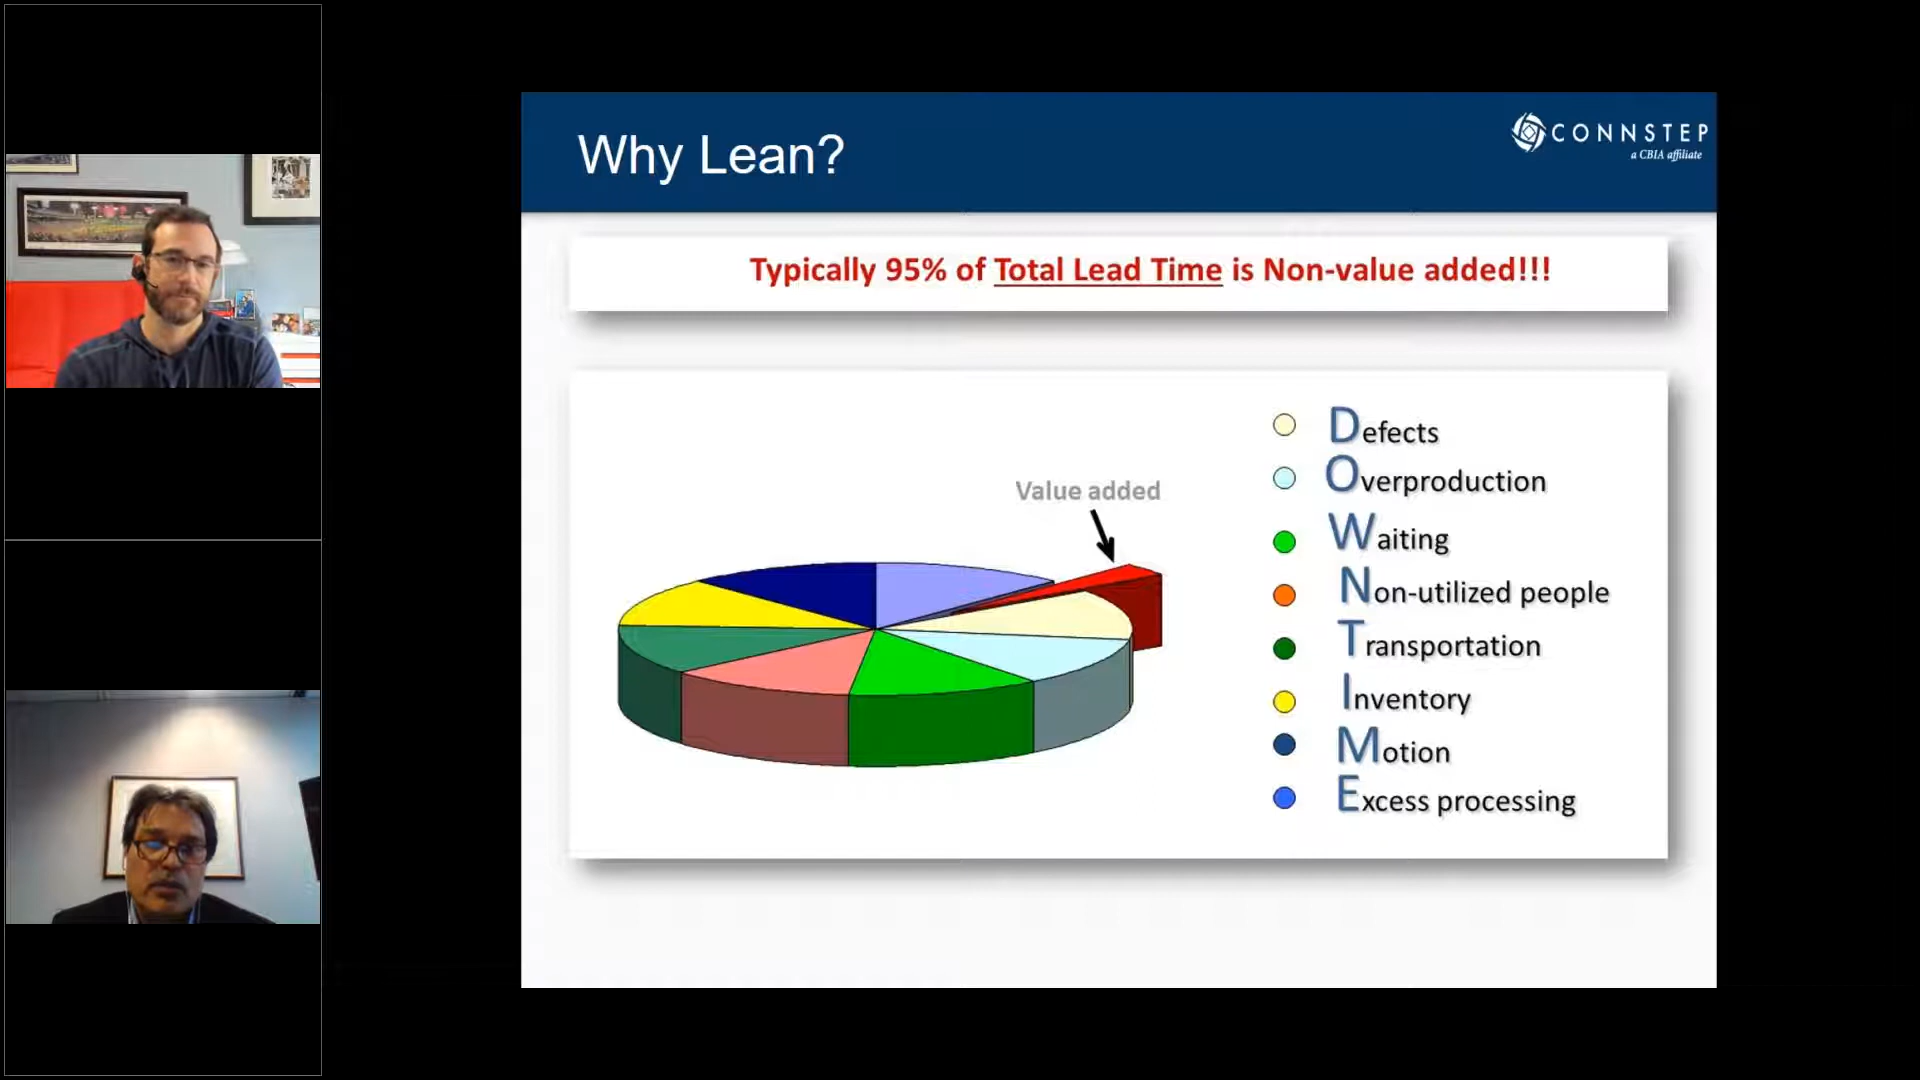 Why Lean?
CONNSTEP
a CBIA affiliate
Typically 95% of Total Lead Time is Non-value added!!!
Value added
Defects
Overproduction
Waiting
Non-utilized people
Transportation
Inventory
Motion
Excess processing